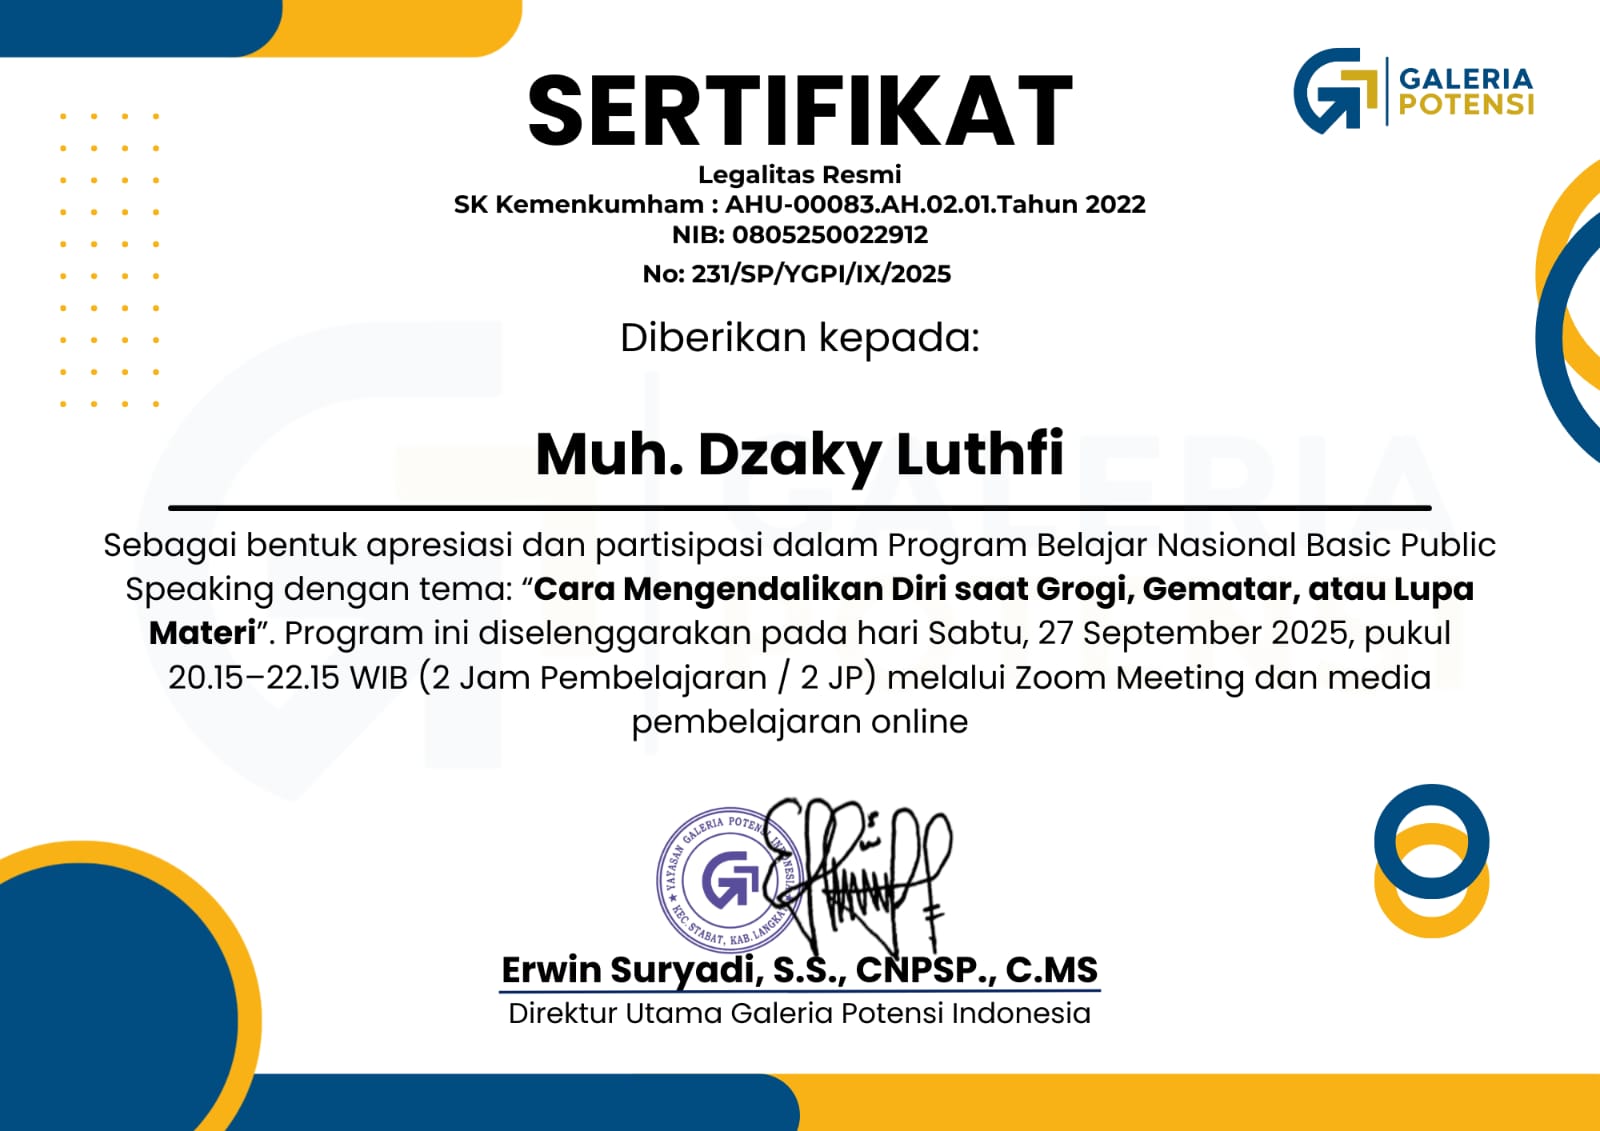 SERTIFIKAT
GALERIA
POTENSI
Legalitas Resmi
SK Kemenkumham : AHU-00083.AH.02.01.Tahun 2022
NIB: 0805250022912
No: 231/SP/YGPI/IX/2025
Diberikan kepada:
Muh. Dzaky Luthfi
Sebagai bentuk apresiasi dan partisipasi dalam Program Belajar Nasional Basic Public
Speaking dengan tema: “Cara Mengendalikan Diri saat Grogi, Gematar, atau Lupa
Materi”. Program ini diselenggarakan pada hari Sabtu, 27 September 2025, pukul
20.15–22.15 WIB (2 Jam Pembelajaran / 2 JP) melalui Zoom Meeting dan media
pembelajaran online
YAYASAN GALERIA POTENSI INDONESIA
KEC.STABAT, KAB.LANGKAT
Erwin Suryadi, S.S., CNPSP., C.MS
Direktur Utama Galeria Potensi Indonesia